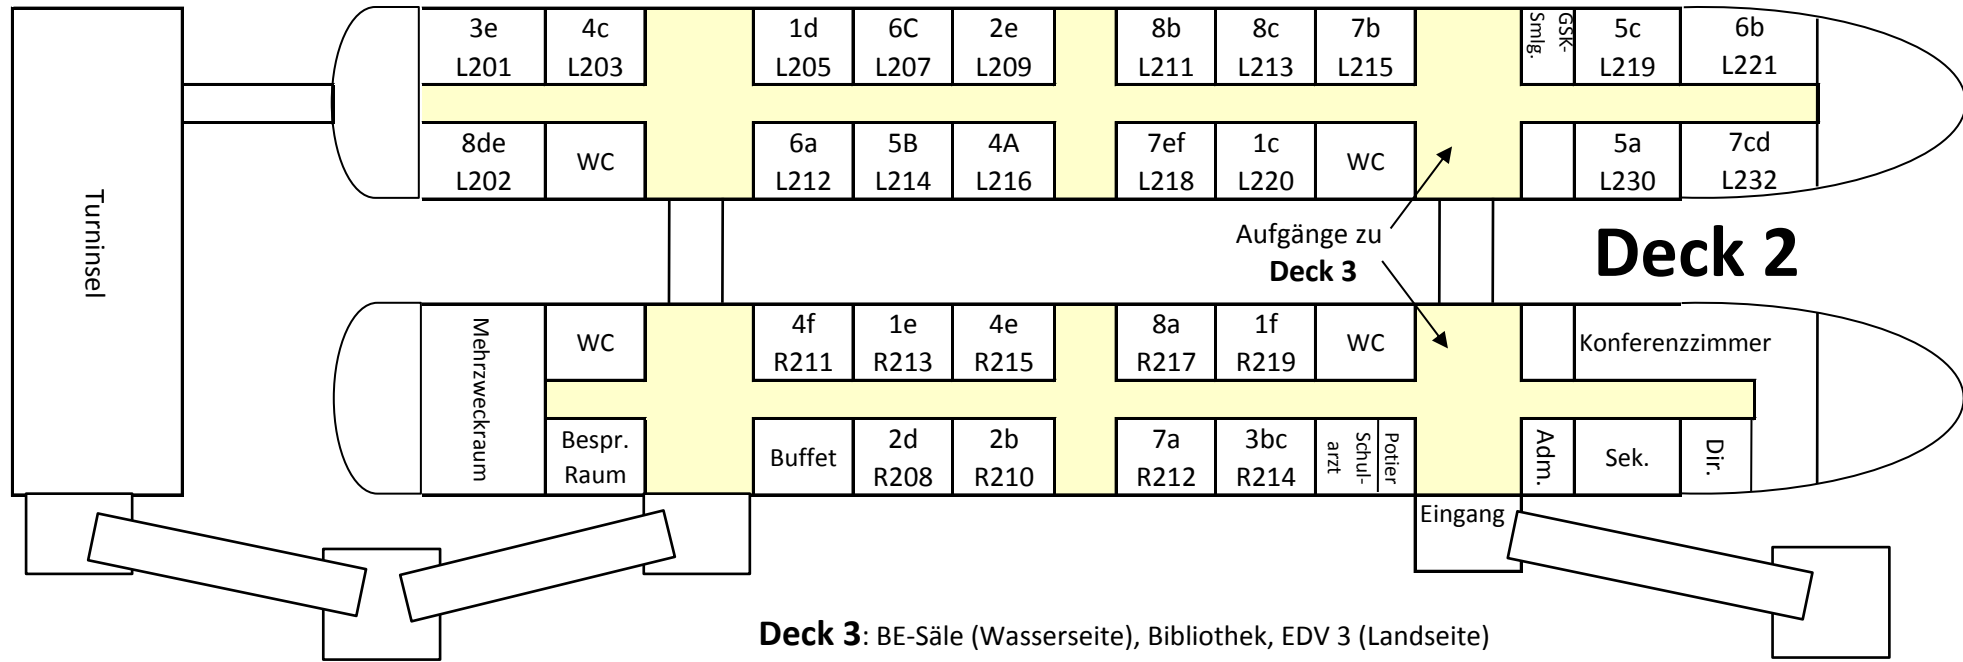 3e
L201
4c
L203
1d
L205
6C
L207
2e
L209
8b
L211
8c
L213
7b
L215
GSK-
Smlg.
5c
L219
6b
L221
8de
L202
WC
6a
L212
5B
L214
4A
L216
7ef
L218
1c
L220
WC
5a
L230
7cd
L232
Turninsel
Aufgänge zu
Deck 3
Deck 2
Mehrzweckraum
WC
4f
R211
1e
R213
4e
R215
8a
R217
1f
R219
WC
Konferenzzimmer
Bespr.
Raum
Buffet
2d
R208
2b
R210
7a
R212
3bc
R214
Schul-
arzt
Potier
Adm.
Sek.
Dir.
Eingang
Deck 3: BE-Säle (Wasserseite), Bibliothek, EDV 3 (Landseite)